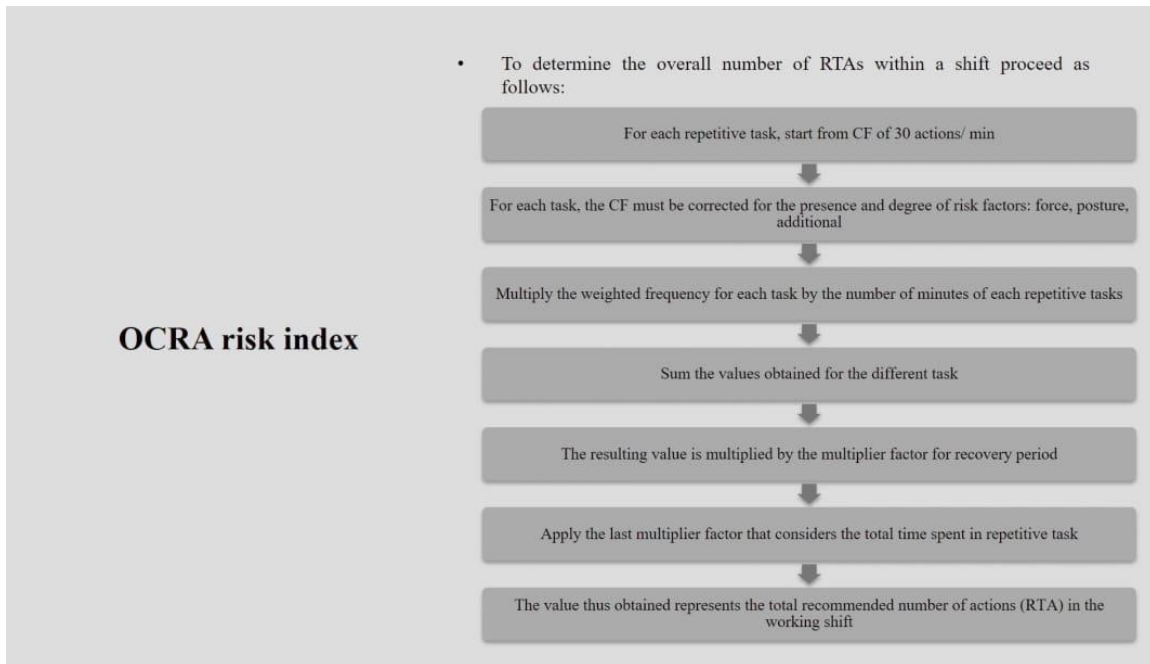 • To determine the overall number of RTAs within a shift proceed as
follows:
For each repetitive task, start from CF of 30 actions/ min
For each task, the CF must be corrected for the presence and degree of risk factors: force, posture,
additional
Multiply the weighted frequency for each task by the number of minutes of each repetitive tasks
OCRA risk index
Sum the values obtained for the different task
The resulting value is multiplied by the multiplier factor for recovery period
Apply the last multiplier factor that considers the total time spent in repetitive task
The value thus obtained represents the total recommended number of actions (RTA) in the
working shift